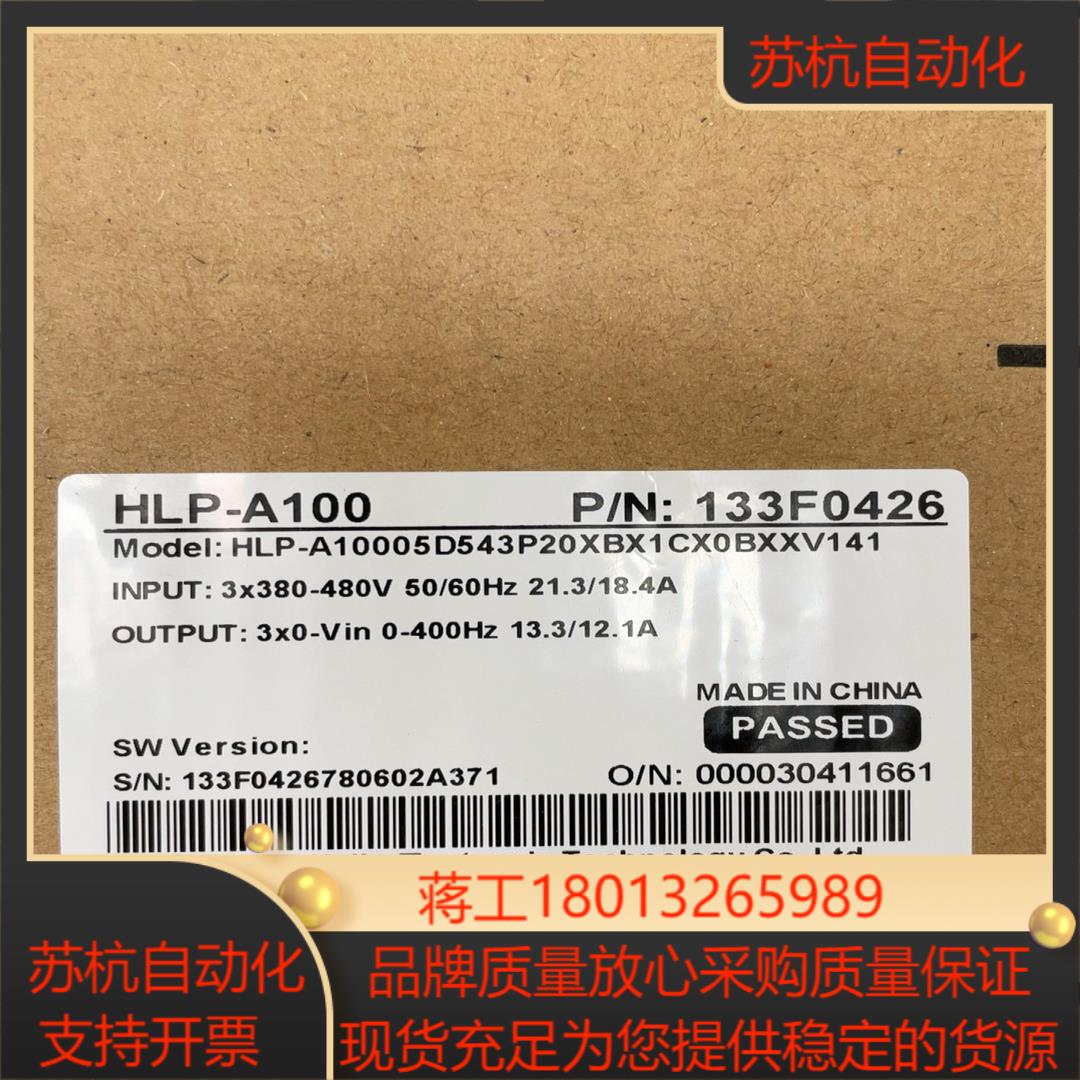 苏杭自动化
HLP-A100 P/N: 133F0426
Model: HLP-A10005D543P20XBX1CX0BXXV141
INPUT: 3x380-480V 50/60Hz 21.3/18.4A
OUTPUT: 3x0-Vin 0-400Hz 13.3/12.1A
MADE IN CHINA
PASSED
SW Version:
S/N: 133F0426780602A371 O/N: 000030411661
Technology Co., Ltd
蒋工18013265989
苏杭自动化
支持开票
品牌质量放心采购质量保证
现货充足为您提供稳定的货源